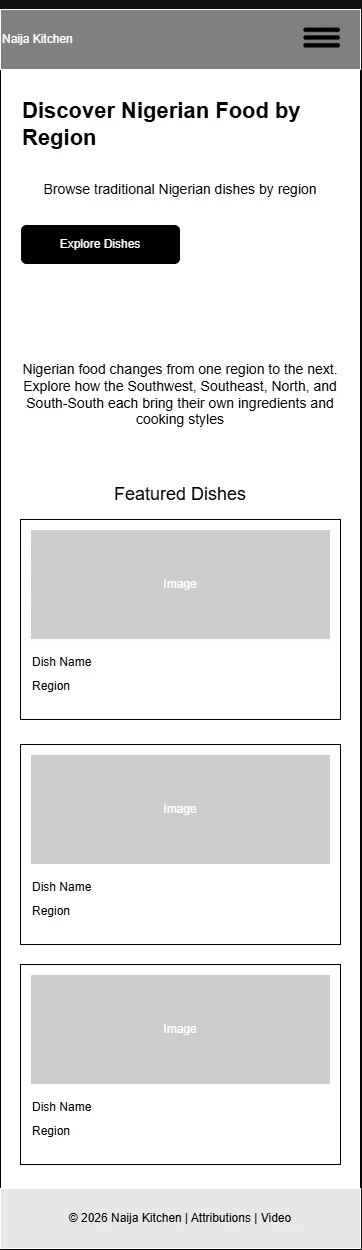 Naija Kitchen
Discover Nigerian Food by
Region
Browse traditional Nigerian dishes by region
Explore Dishes
Nigerian food changes from one region to the next.
Explore how the Southwest, Southeast, North, and
South-South each bring their own ingredients and
cooking styles
Featured Dishes
Image
Dish Name
Region
Image
Dish Name
Region
Image
Dish Name
Region
© 2026 Naija Kitchen | Attributions | Video